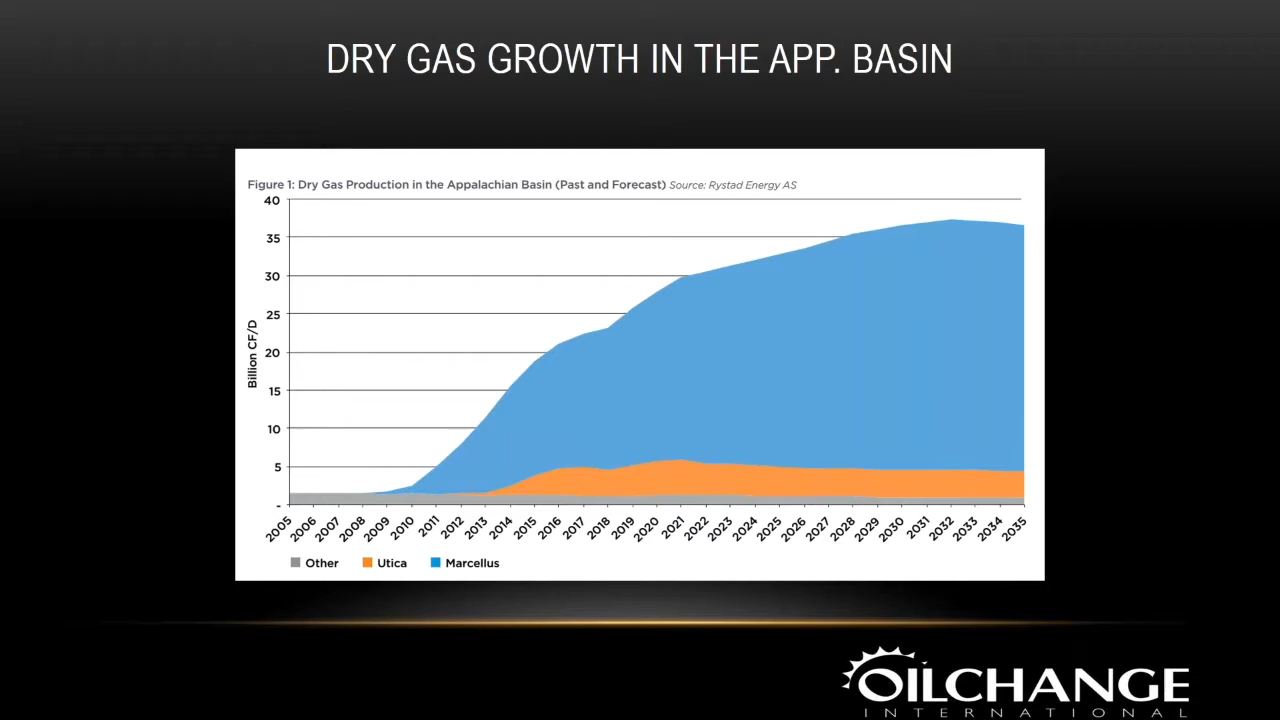 DRY GAS GROWTH IN THE APP. BASIN
Figure 1: Dry Gas Production in the Appalachian Basin (Past and Forecast) Source: Rystad Energy AS
40
35
30
25
20
15
10
5
-
Billion CF/D
2005 2006 2007 2008 2009 2010 2011 2012 2013 2014 2015 2016 2017 2018 2019 2020 2021 2022 2023 2024 2025 2026 2027 2028 2029 2030 2031 2032 2033 2034 2035
Other Utica Marcellus
OILCHANGE
INTERNATIONAL